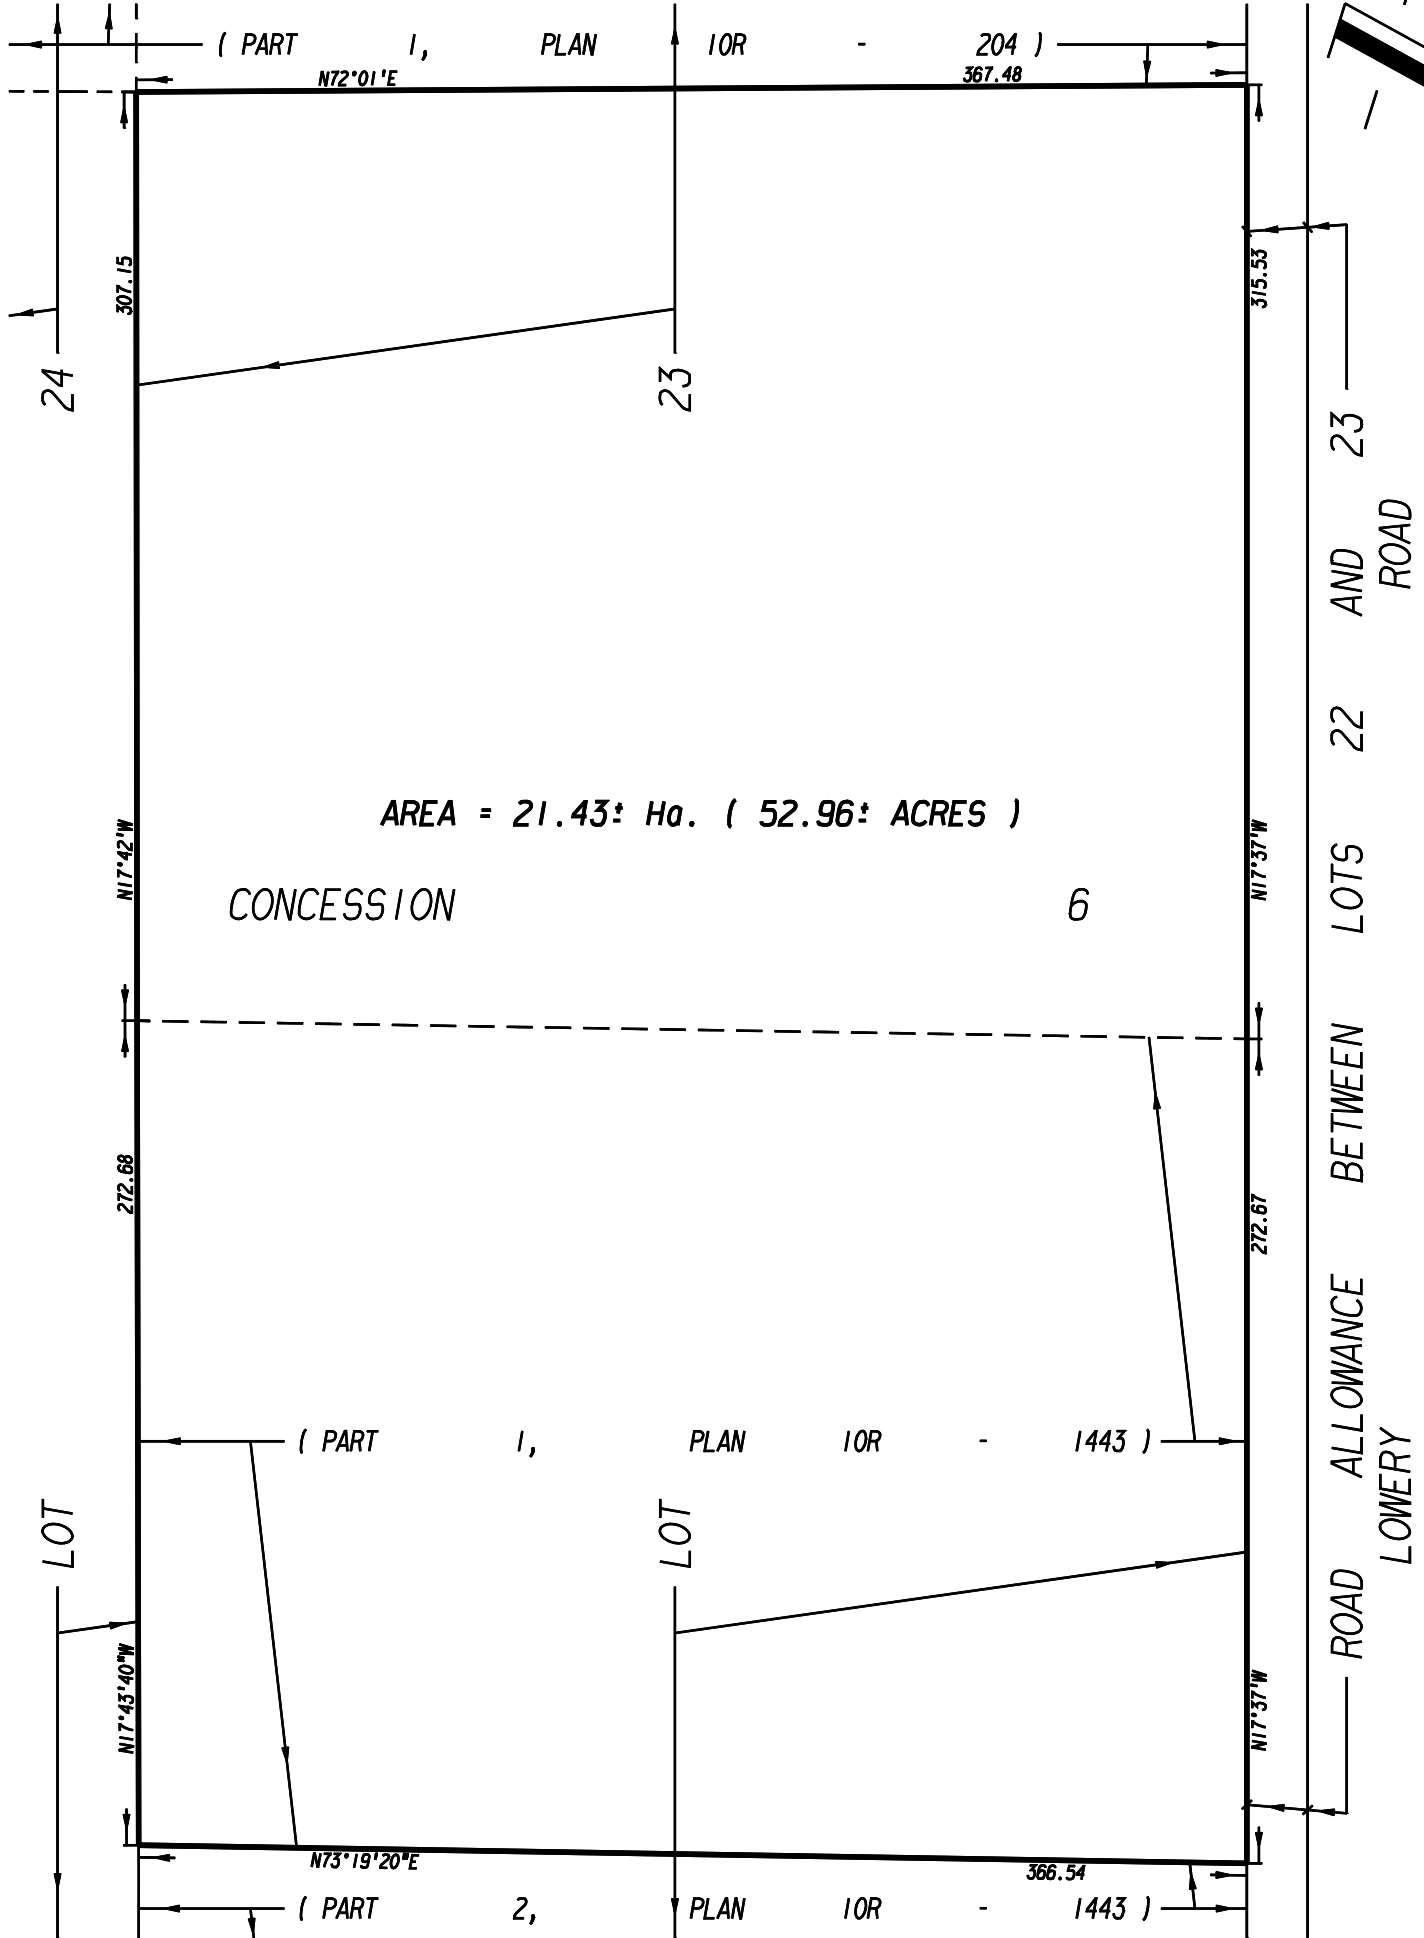 ( PART 1, PLAN 10R - 204 )
N72°01'E
367.48
307.15
315.53
24
23
ROAD ALLOWANCE BETWEEN LOTS 22 AND 23
LOWERY ROAD
AREA = 21.43± Ha. ( 52.96± ACRES )
N17°42'W
N17°37'W
CONCESSION 6
272.68
272.67
( PART 1, PLAN 10R - 1443 )
LOT
LOT
N17°43'40"W
N17°37'W
N73°19'20"E
366.54
( PART 2, PLAN 10R - 1443 )